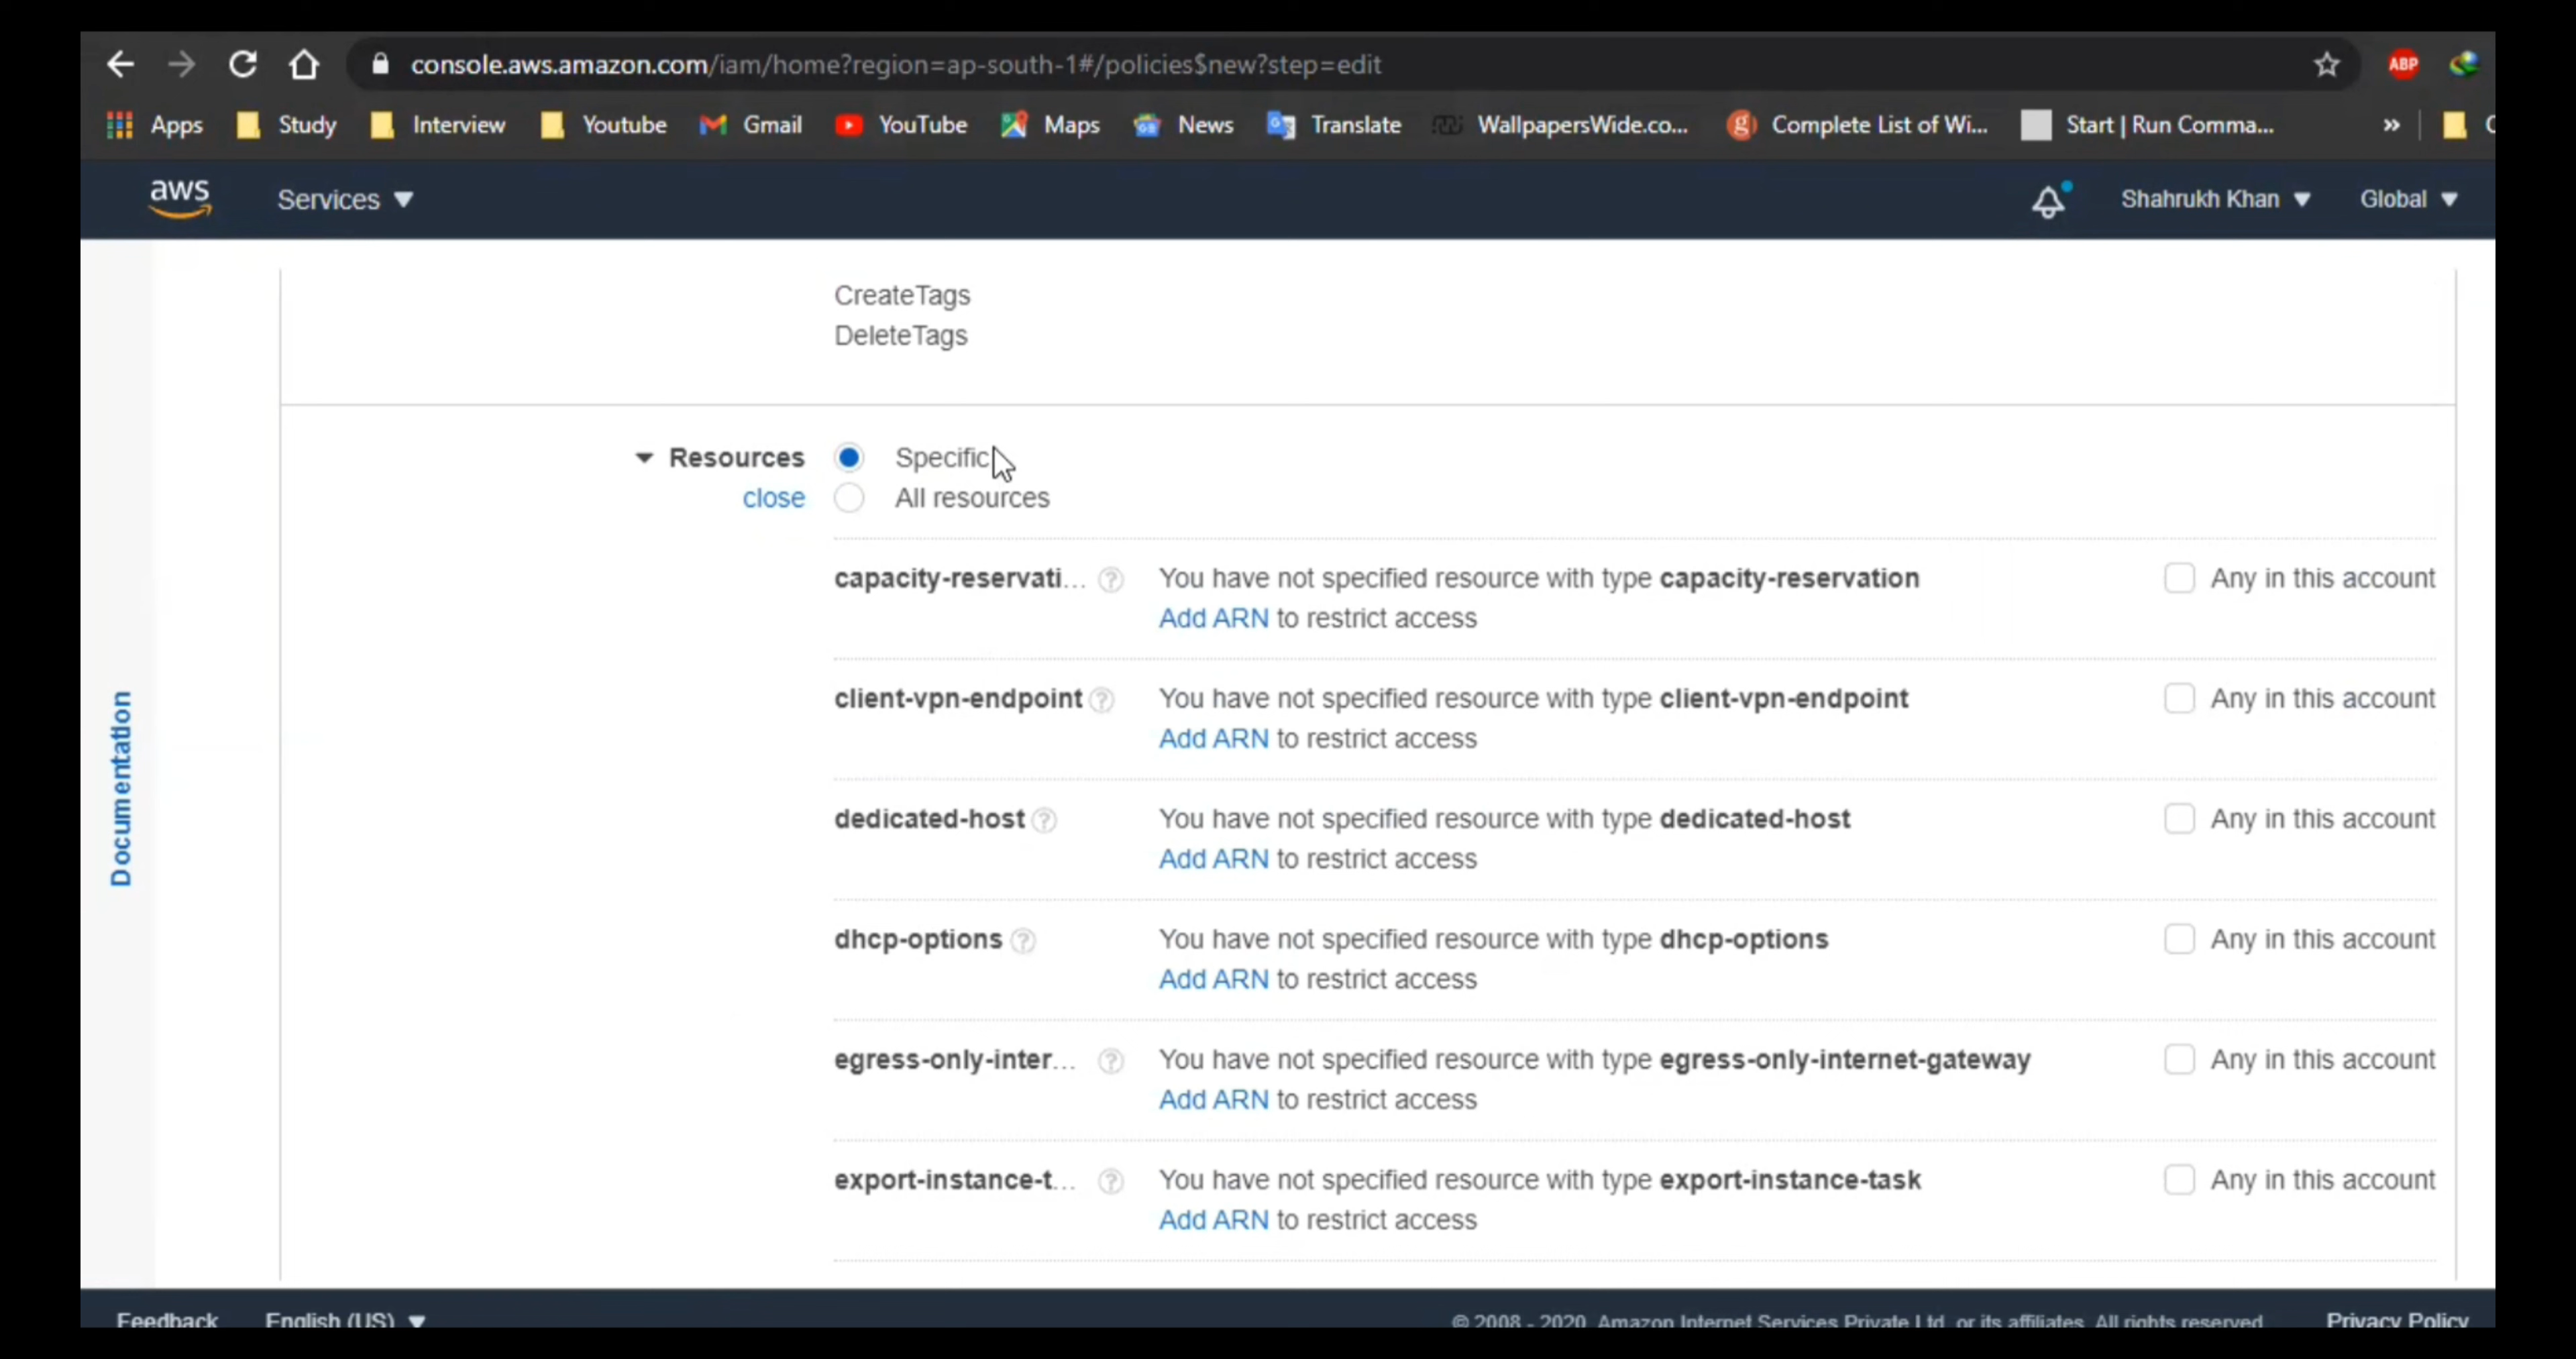 console.aws.amazon.com/iam/home?region=ap-south-1#/policies$new?step=edit
ABP
Apps Study Interview Youtube Gmail YouTube Maps News Translate WallpapersWide.co... Complete List of Wi... Start | Run Comma... »
aws Services Shahrukh Khan Global
CreateTags
DeleteTags
Resources Specific
close All resources
capacity-reservati... You have not specified resource with type capacity-reservation Any in this account
Add ARN to restrict access
client-vpn-endpoint You have not specified resource with type client-vpn-endpoint Any in this account
Add ARN to restrict access
dedicated-host You have not specified resource with type dedicated-host Any in this account
Add ARN to restrict access
dhcp-options You have not specified resource with type dhcp-options Any in this account
Add ARN to restrict access
egress-only-inter... You have not specified resource with type egress-only-internet-gateway Any in this account
Add ARN to restrict access
export-instance-t... You have not specified resource with type export-instance-task Any in this account
Add ARN to restrict access
Documentation
Feedback English (US) © 2008 - 2020, Amazon Internet Services Private Ltd. or its affiliates. All rights reserved. Privacy Policy